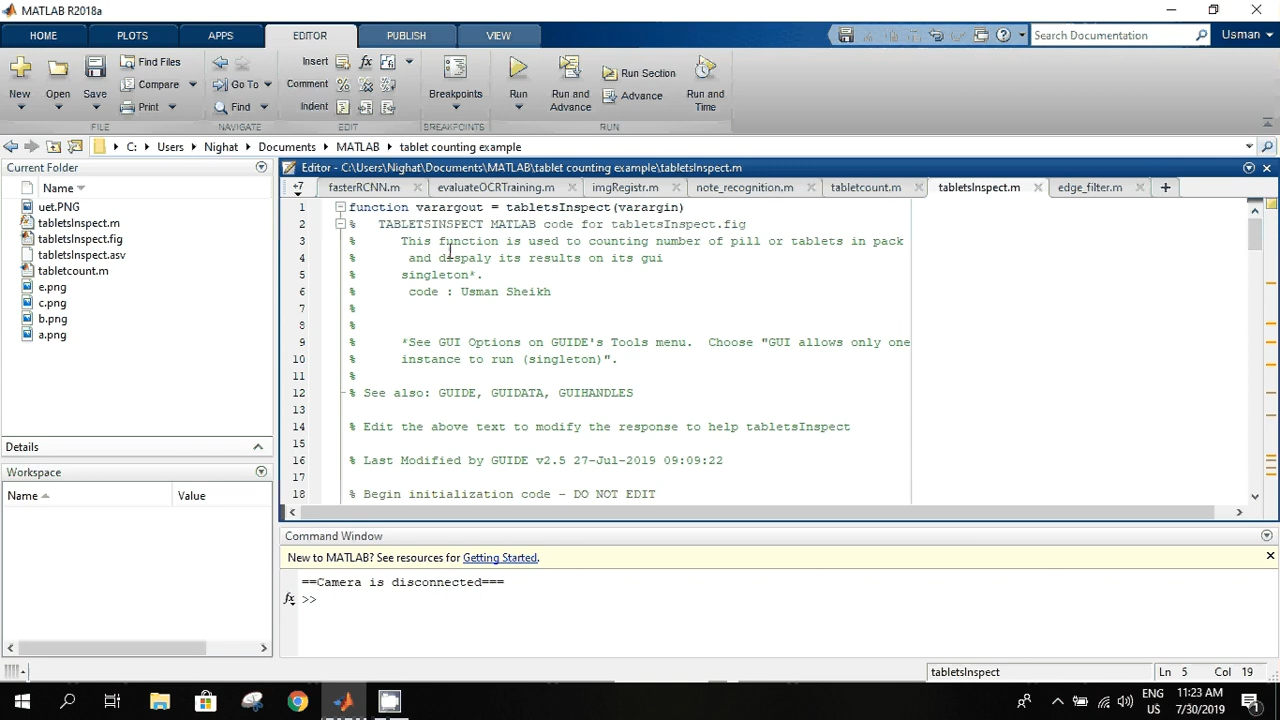 MATLAB R2018a
HOME PLOTS APPS EDITOR PUBLISH VIEW Search Documentation Usman
Find Files Insert fx Run Section
Compare Go To Comment Advance
New Open Save Print Find Indent Breakpoints Run Run and Advance Run and Time
FILE NAVIGATE EDIT BREAKPOINTS RUN
C: Users Nighat Documents MATLAB tablet counting example
Current Folder
Name
uet.PNG
tabletsInspect.m
tabletsInspect.fig
tabletsInspect.asv
tabletcount.m
e.png
c.png
b.png
a.png
Details
Workspace
Name Value
Editor - C:\Users\Nighat\Documents\MATLAB\tablet counting example\tabletsInspect.m
+7 fasterRCNN.m evaluateOCRTraining.m imgRegistr.m note_recognition.m tabletcount.m tabletsInspect.m edge_filter.m
1 function varargout = tabletsInspect(varargin)
2 % TABLETSINSPECT MATLAB code for tabletsInspect.fig
3 % This function is used to counting number of pill or tablets in pack
4 % and despaly its results on its gui
5 % singleton*.
6 % code : Usman Sheikh
7 %
8 %
9 % *See GUI Options on GUIDE's Tools menu. Choose "GUI allows only one
10 % instance to run (singleton)".
11 %
12 % See also: GUIDE, GUIDATA, GUIHANDLES
13
14 % Edit the above text to modify the response to help tabletsInspect
15
16 % Last Modified by GUIDE v2.5 27-Jul-2019 09:09:22
17
18 % Begin initialization code - DO NOT EDIT
Command Window
New to MATLAB? See resources for Getting Started.
==Camera is disconnected===
fx >>
tabletsInspect Ln 5 Col 19
ENG 11:23 AM
US 7/30/2019 1